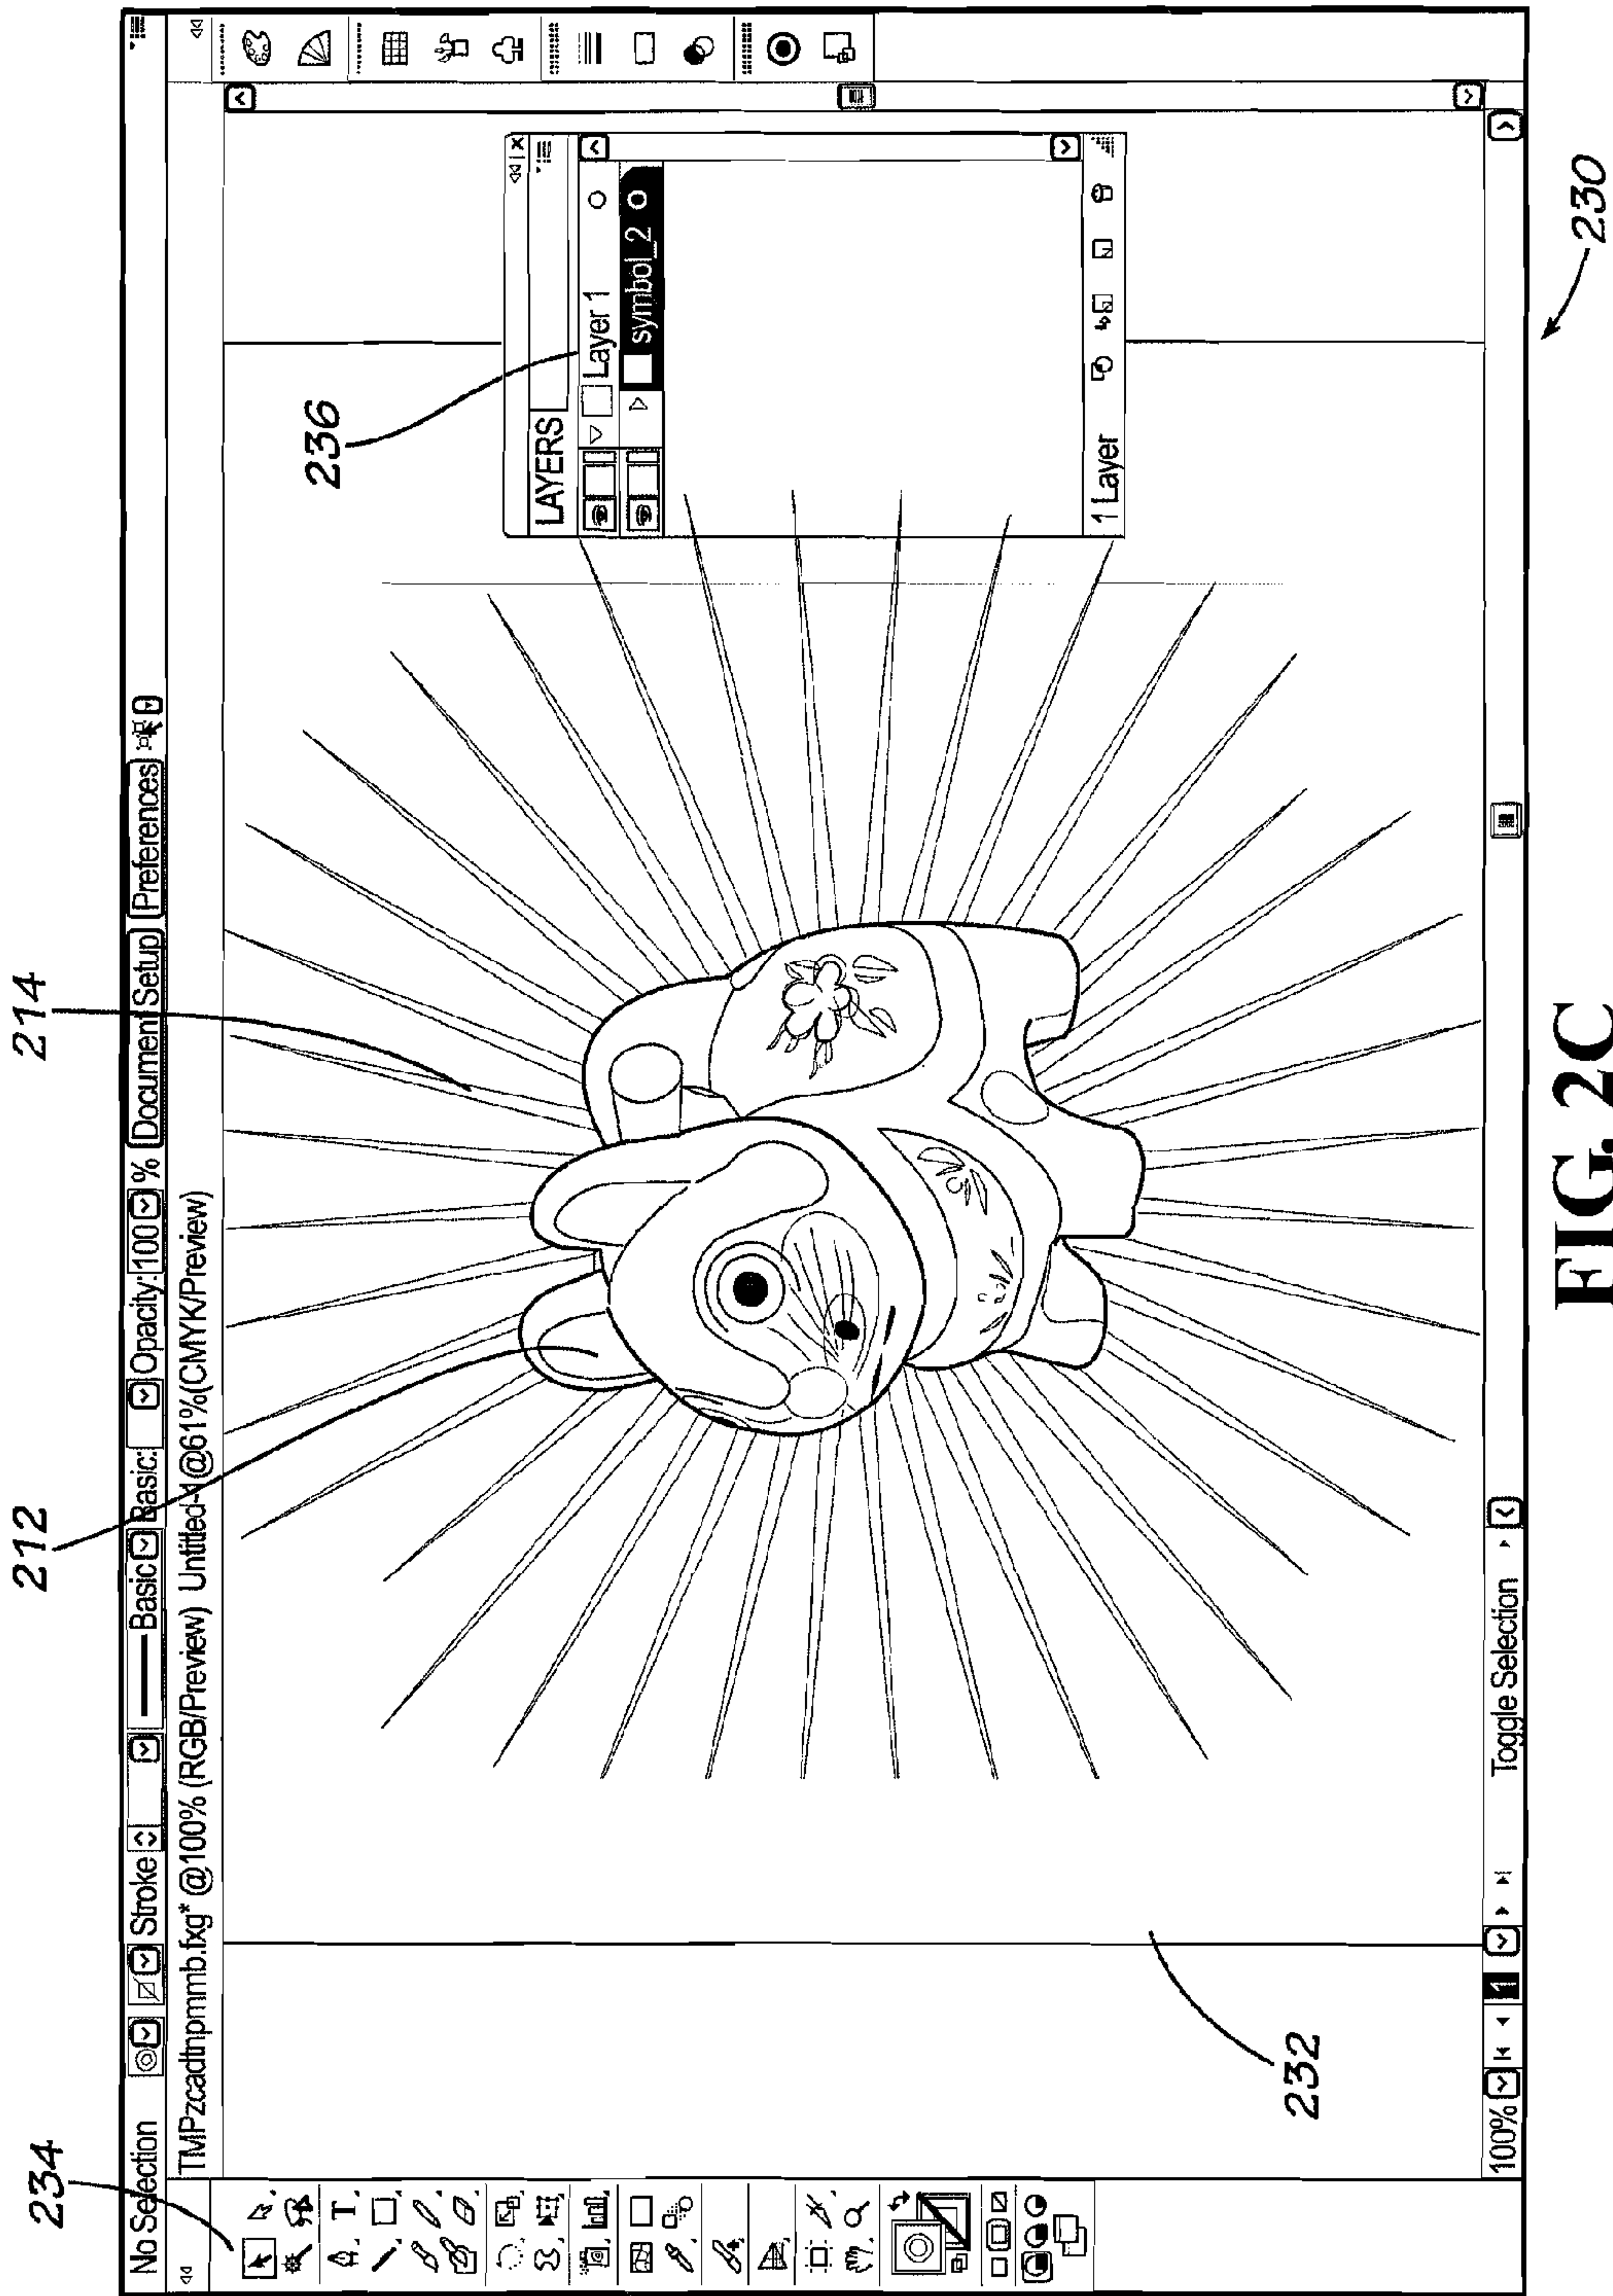 234
212
214
No Selection Stroke Basic Basic: Opacity: 100 % Document Setup Preferences
TMPzcadtnpmmb.fxg* @100% (RGB/Preview) Untitled-1@61%(CMYK/Preview)
T
236
LAYERS
Layer 1
symbol_2
1 Layer
232
100% 1 Toggle Selection
230
FIG. 2C